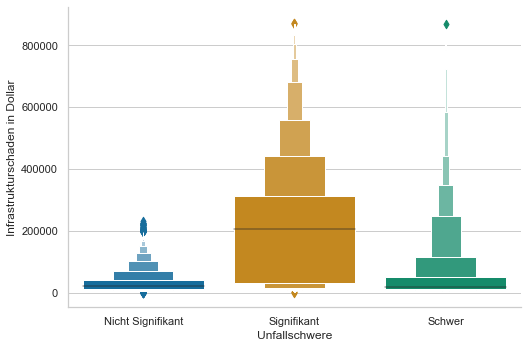 Infrastrukturschaden in Dollar
800000
600000
400000
200000
0
Nicht Signifikant
Signifikant
Schwer
Unfallschwere